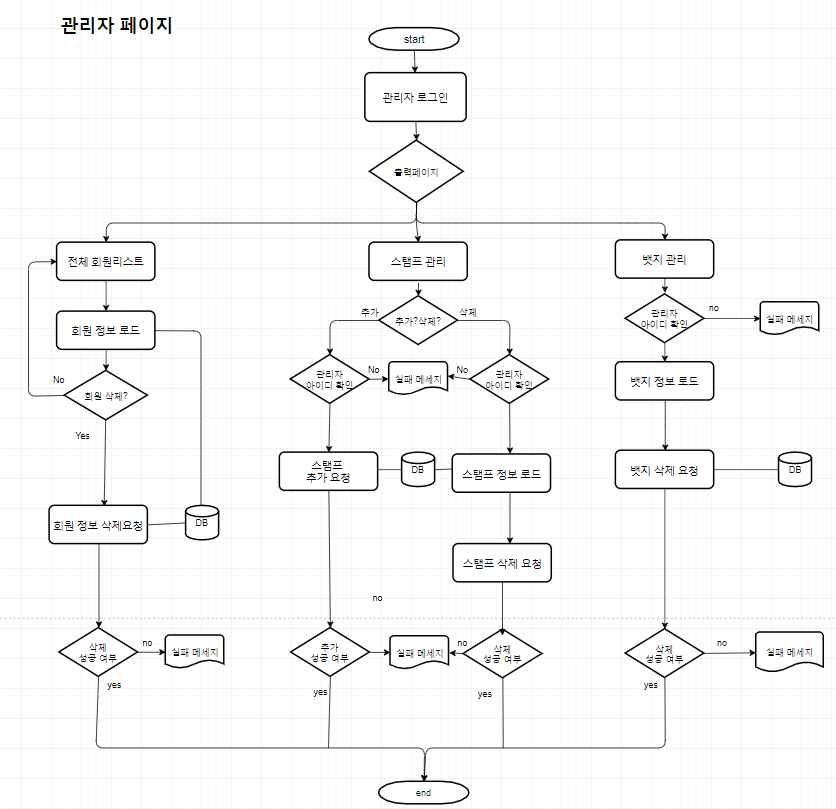 관리자 페이지
start
관리자 로그인
출력페이지
전체 회원리스트
스탬프 관리
뱃지 관리
회원 정보 로드
추가
추가?삭제?
삭제
관리자
아이디 확인
no
실패 메세지
No
회원 삭제?
Yes
관리자
아이디 확인
No
실패 메세지
No
관리자
아이디 확인
뱃지 정보 로드
스탬프
추가 요청
DB
스탬프 정보 로드
뱃지 삭제 요청
DB
회원 정보 삭제요청
DB
스탬프 삭제 요청
no
삭제
성공 여부
no
실패 메세지
추가
성공 여부
실패 메세지
no
삭제
성공 여부
삭제
성공 여부
no
실패 메세지
yes
yes
yes
yes
end